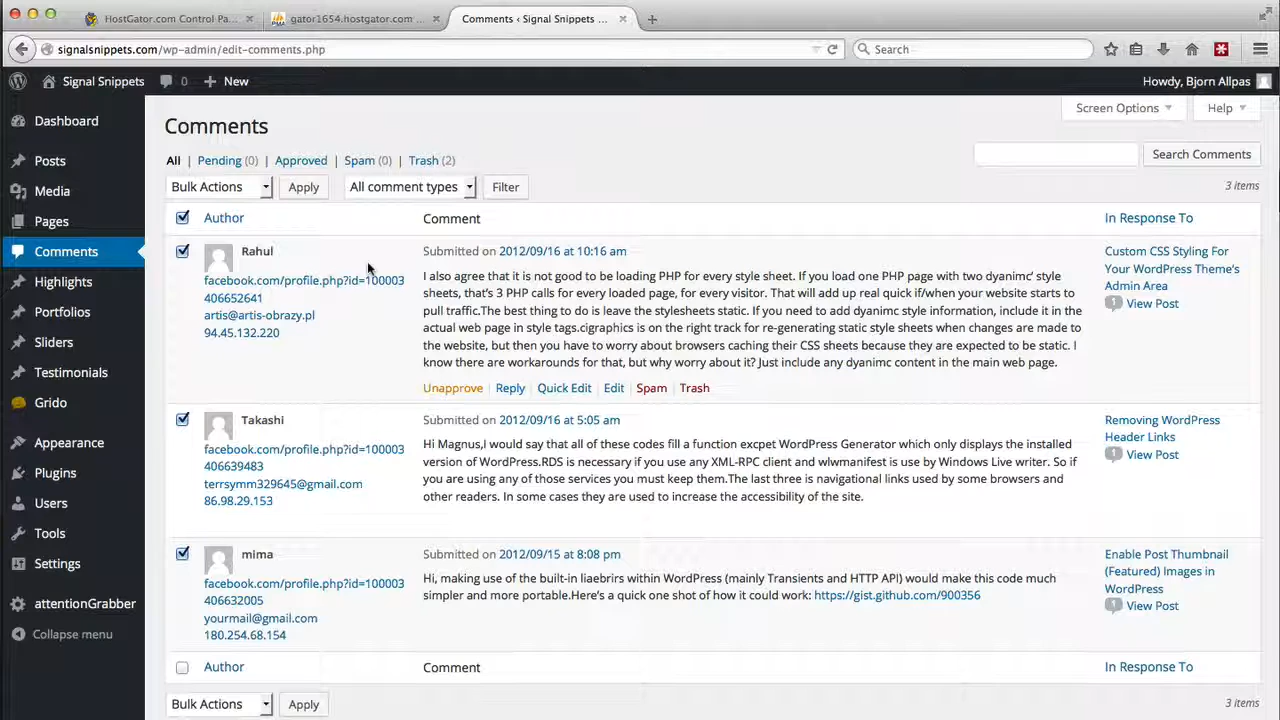 HostGator.com Control Pa...
gator1654.hostgator.com ...
Comments ‹ Signal Snippets ...
signalsnippets.com/wp-admin/edit-comments.php
Search
Signal Snippets
0
New
Howdy, Bjorn Allpas
Screen Options
Help
Dashboard
Posts
Media
Pages
Comments
Highlights
Portfolios
Sliders
Testimonials
Grido
Appearance
Plugins
Users
Tools
Settings
attentionGrabber
Collapse menu
Comments
All | Pending (0) | Approved | Spam (0) | Trash (2)
Search Comments
Bulk Actions
Apply
All comment types
Filter
3 items
Author
Comment
In Response To
Rahul
facebook.com/profile.php?id=100003
406652641
artis@artis-obrazy.pl
94.45.132.220
Submitted on 2012/09/16 at 10:16 am
I also agree that it is not good to be loading PHP for every style sheet. If you load one PHP page with two dyanimc’ style
sheets, that’s 3 PHP calls for every loaded page, for every visitor. That will add up real quick if/when your website starts to
pull traffic.The best thing to do is leave the stylesheets static. If you need to add dyanimc style information, include it in the
actual web page in style tags.cigraphics is on the right track for re-generating static style sheets when changes are made to
the website, but then you have to worry about browsers caching their CSS sheets because they are expected to be static. I
know there are workarounds for that, but why worry about it? Just include any dyanimc content in the main web page.
Unapprove | Reply | Quick Edit | Edit | Spam | Trash
Custom CSS Styling For
Your WordPress Theme’s
Admin Area
1 View Post
Takashi
facebook.com/profile.php?id=100003
406639483
terrsymm329645@gmail.com
86.98.29.153
Submitted on 2012/09/16 at 5:05 am
Hi Magnus,I would say that all of these codes fill a function excpet WordPress Generator which only displays the installed
version of WordPress.RDS is necessary if you use any XML-RPC client and wlwmanifest is use by Windows Live writer. So if
you are using any of those services you must keep them.The last three is navigational links used by some browsers and
other readers. In some cases they are used to increase the accessibility of the site.
Removing WordPress
Header Links
1 View Post
mima
facebook.com/profile.php?id=100003
406632005
yourmail@gmail.com
180.254.68.154
Submitted on 2012/09/15 at 8:08 pm
Hi, making use of the built-in liaebrirs within WordPress (mainly Transients and HTTP API) would make this code much
simpler and more portable.Here’s a quick one shot of how it could work: https://gist.github.com/900356
Enable Post Thumbnail
(Featured) Images in
WordPress
1 View Post
Author
Comment
In Response To
Bulk Actions
Apply
3 items